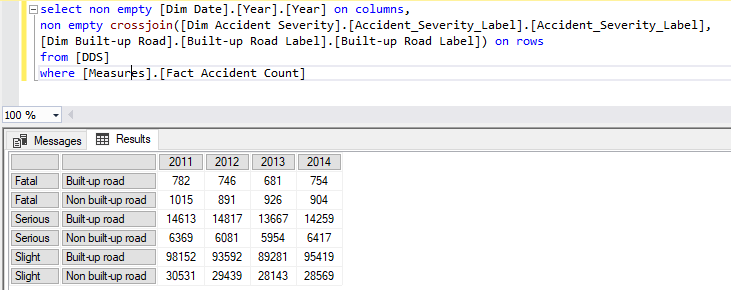 select non empty [Dim Date].[Year].[Year] on columns,
non empty crossjoin([Dim Accident Severity].[Accident_Severity_Label].[Accident_Severity_Label],
[Dim Built-up Road].[Built-up Road Label].[Built-up Road Label]) on rows
from [DDS]
where [Measures].[Fact Accident Count]
100 %
Messages Results
2011 2012 2013 2014
Fatal Built-up road 782 746 681 754
Fatal Non built-up road 1015 891 926 904
Serious Built-up road 14613 14817 13667 14259
Serious Non built-up road 6369 6081 5954 6417
Slight Built-up road 98152 93592 89281 95419
Slight Non built-up road 30531 29439 28143 28569